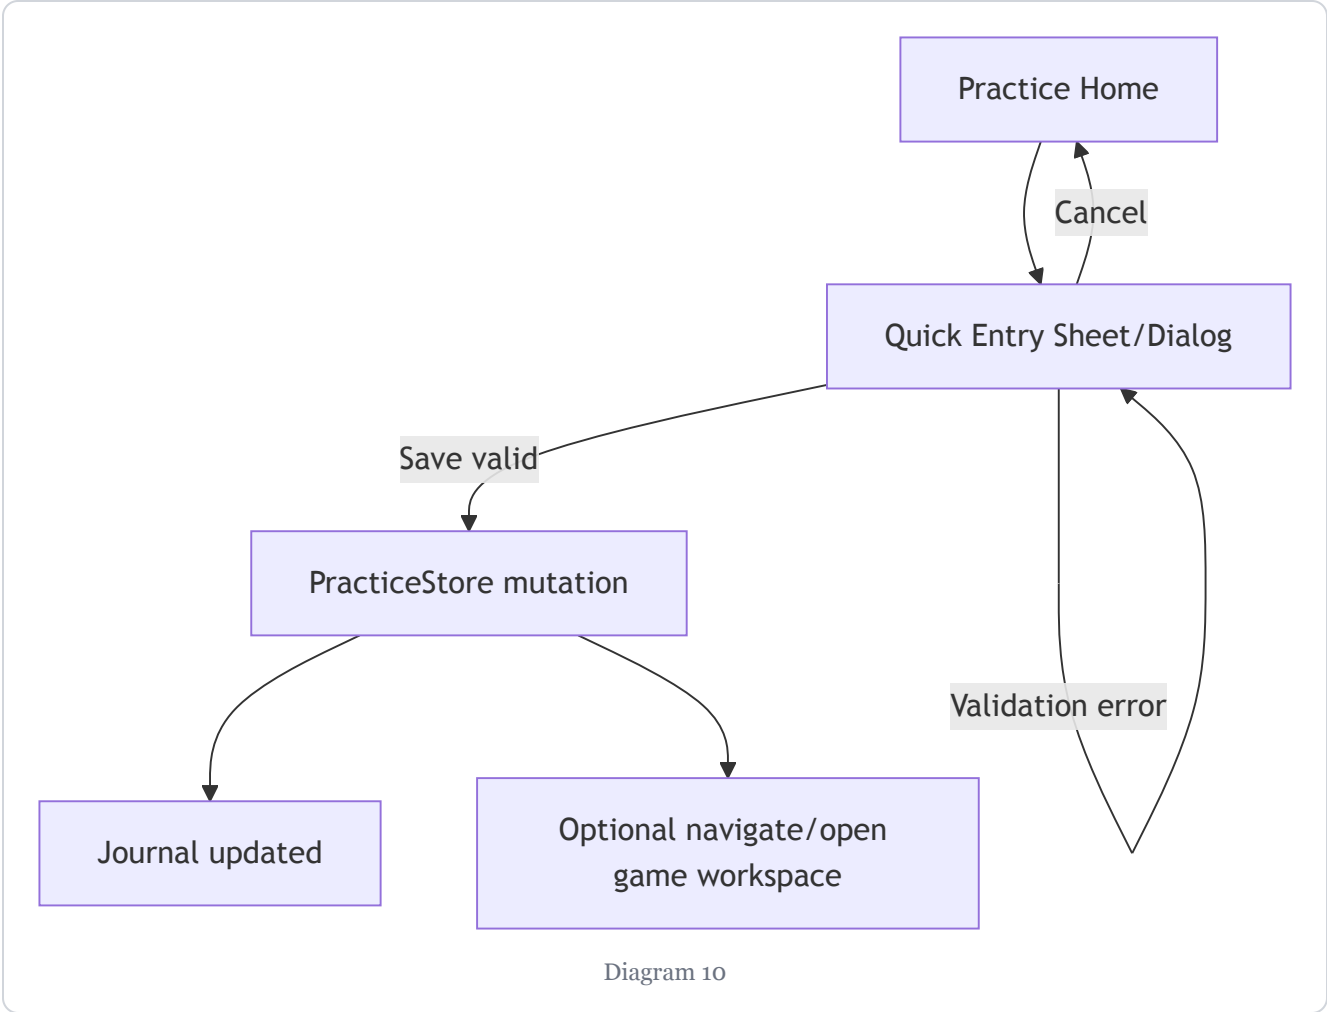 Practice Home
Cancel
Quick Entry Sheet/Dialog
Save valid
PracticeStore mutation
Validation error
Journal updated
Optional navigate/open
game workspace
Diagram 10